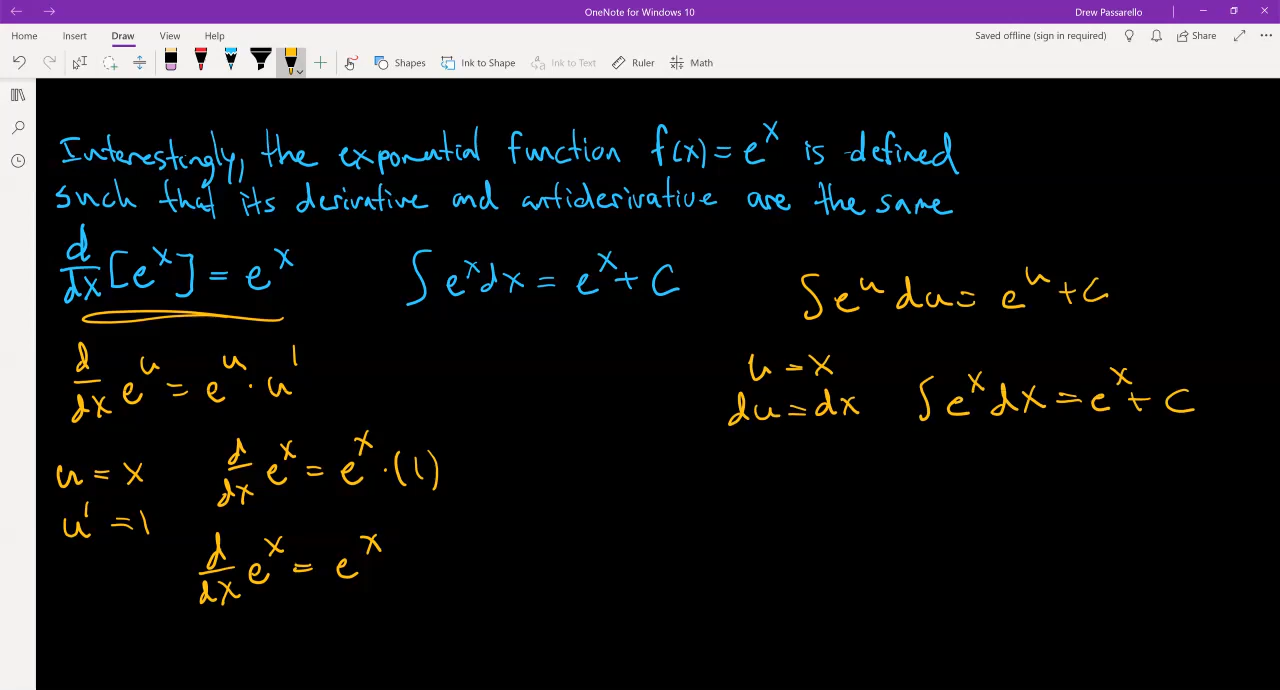 OneNote for Windows 10
Drew Passarello
Home Insert Draw View Help
Saved offline (sign in required) Share
Shapes Ink to Shape Ink to Text Ruler Math
Interestingly, the exponential function f(x) = e^x is defined
such that its derivative and antiderivative are the same
d/dx [e^x] = e^x
∫ e^x dx = e^x + C
∫ e^u du = e^u + C
d/dx e^u = e^u · u'
u = x
du = dx
∫ e^x dx = e^x + C
u = x
u' = 1
d/dx e^x = e^x · (1)
d/dx e^x = e^x